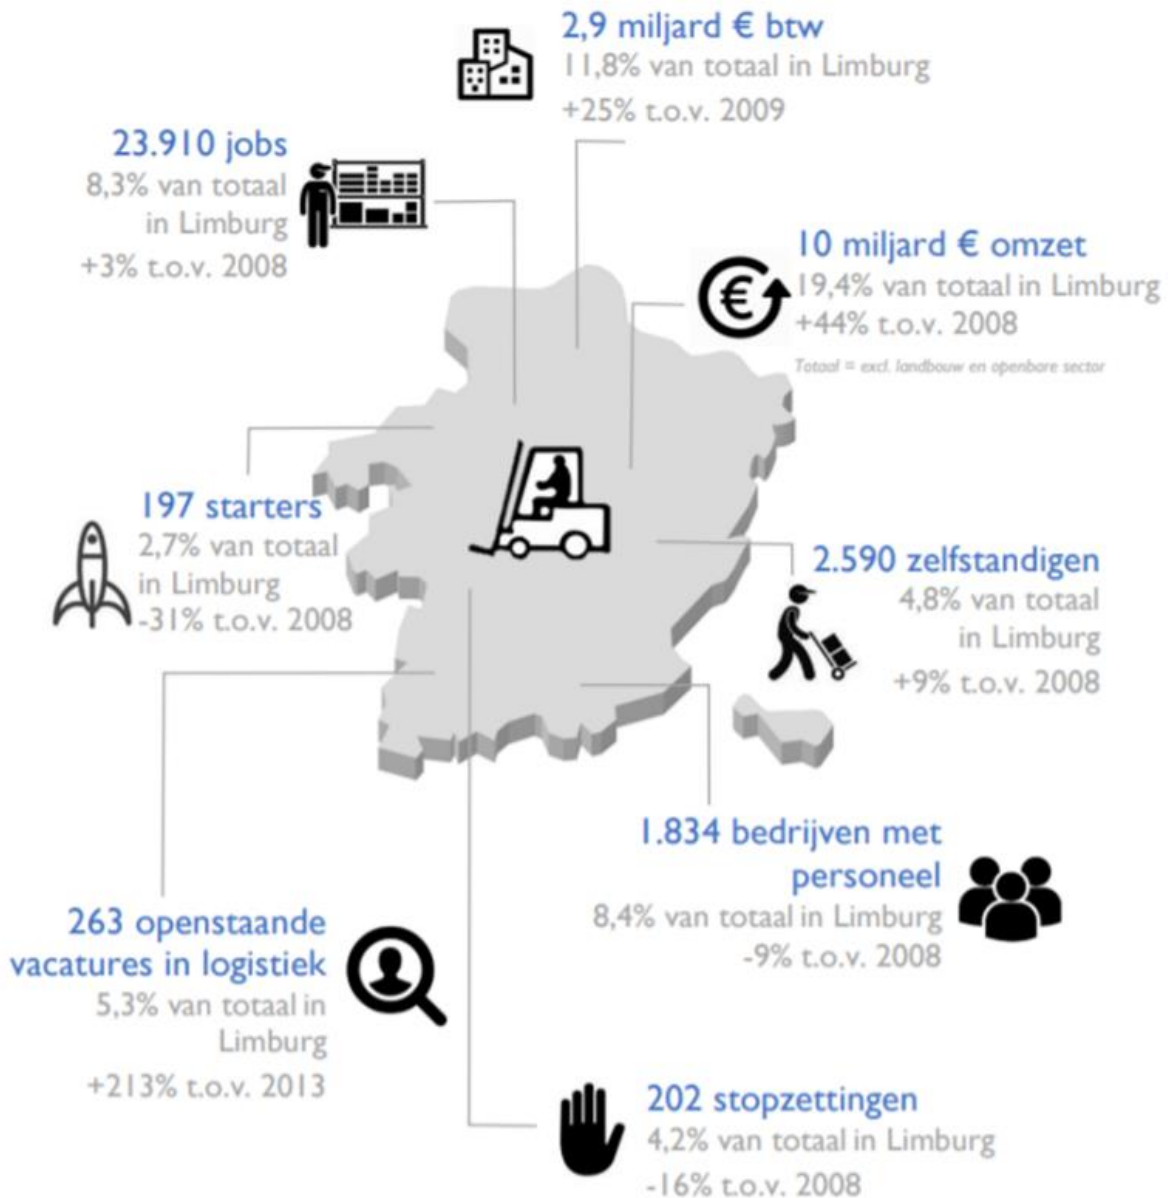 2,9 miljard € btw
11,8% van totaal in Limburg
+25% t.o.v. 2009
23.910 jobs
8,3% van totaal
in Limburg
+3% t.o.v. 2008
10 miljard € omzet
19,4% van totaal in Limburg
+44% t.o.v. 2008
Totaal = excl. landbouw en openbare sector
197 starters
2,7% van totaal
in Limburg
-31% t.o.v. 2008
2.590 zelfstandigen
4,8% van totaal
in Limburg
+9% t.o.v. 2008
1.834 bedrijven met
personeel
8,4% van totaal in Limburg
-9% t.o.v. 2008
263 openstaande
vacatures in logistiek
5,3% van totaal in
Limburg
+213% t.o.v. 2013
202 stopzettingen
4,2% van totaal in Limburg
-16% t.o.v. 2008